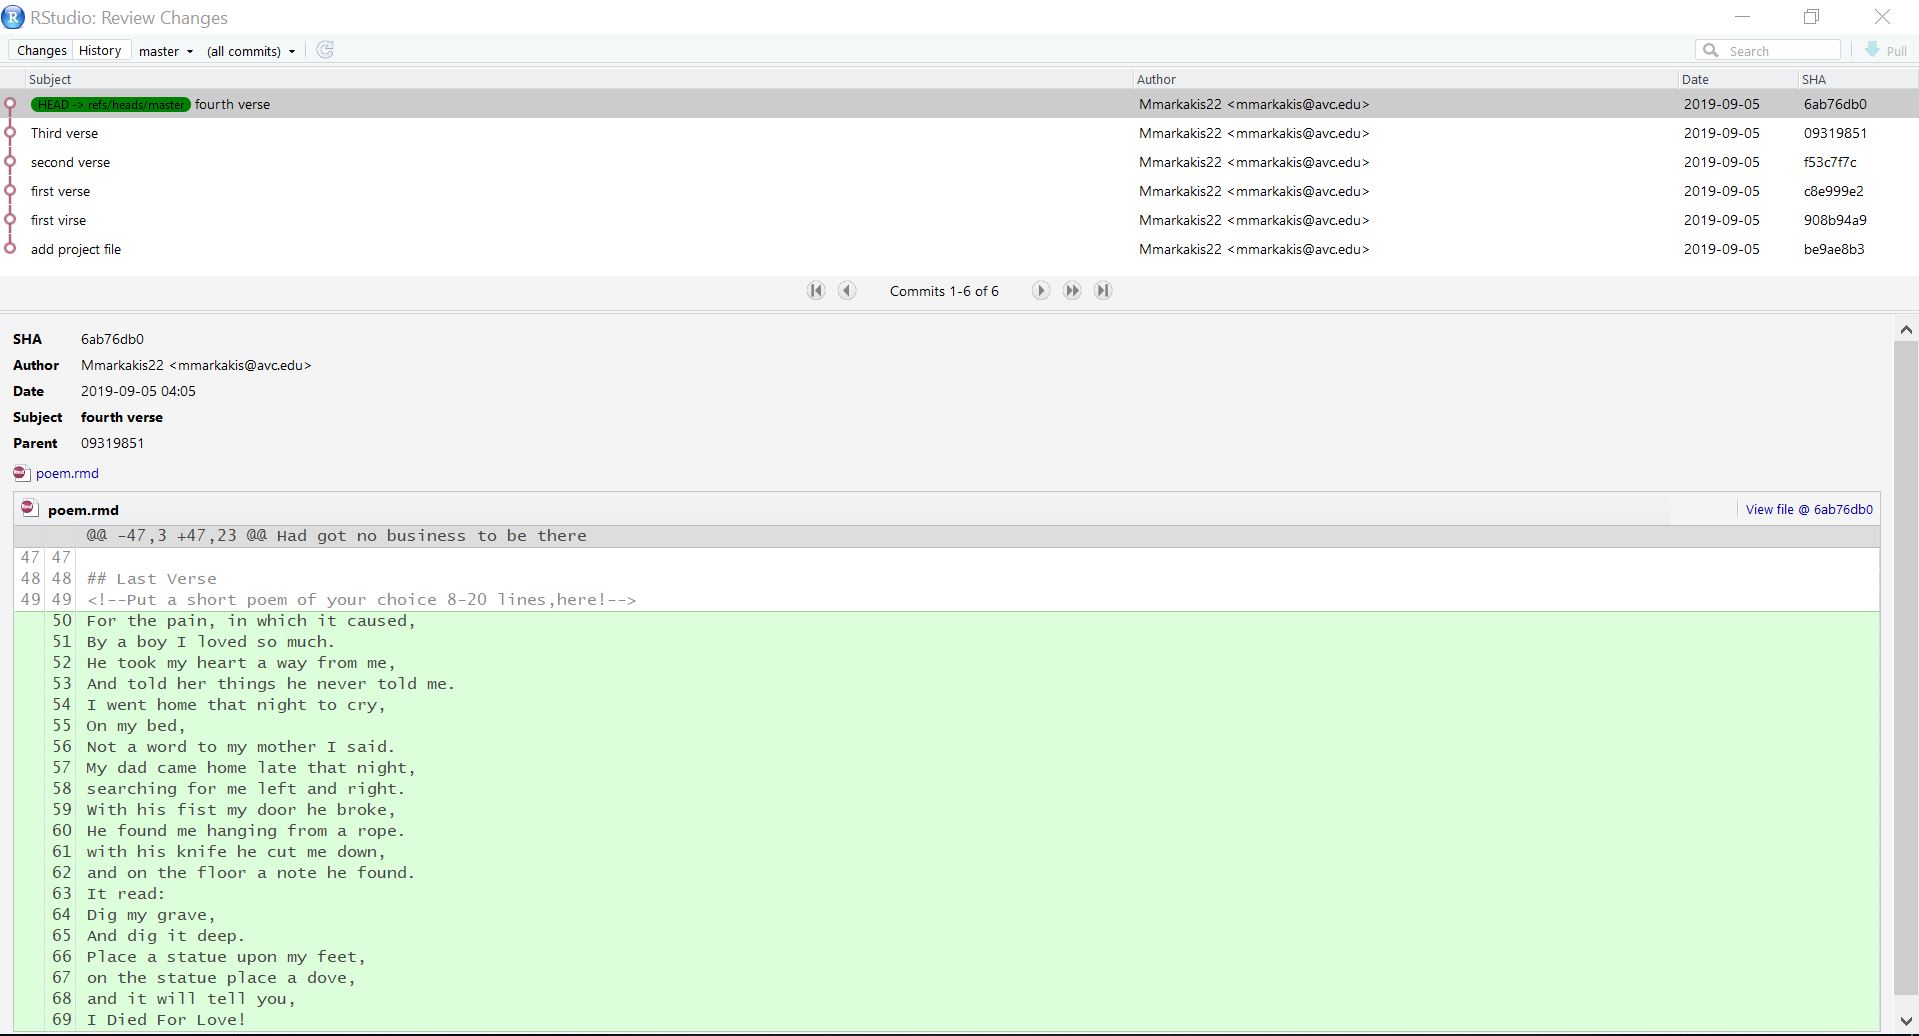 RStudio: Review Changes
Changes History master (all commits) Search Pull
Subject Author Date SHA
HEAD -> refs/heads/master fourth verse Mmarkakis22 <mmarkakis@avc.edu> 2019-09-05 6ab76db0
Third verse Mmarkakis22 <mmarkakis@avc.edu> 2019-09-05 09319851
second verse Mmarkakis22 <mmarkakis@avc.edu> 2019-09-05 f53c7f7c
first verse Mmarkakis22 <mmarkakis@avc.edu> 2019-09-05 c8e999e2
first virse Mmarkakis22 <mmarkakis@avc.edu> 2019-09-05 908b94a9
add project file Mmarkakis22 <mmarkakis@avc.edu> 2019-09-05 be9ae8b3
Commits 1-6 of 6
SHA 6ab76db0
Author Mmarkakis22 <mmarkakis@avc.edu>
Date 2019-09-05 04:05
Subject fourth verse
Parent 09319851
poem.rmd
poem.rmd View file @ 6ab76db0
@@ -47,3 +47,23 @@ Had got no business to be there
47 47
48 48 ## Last Verse
49 49 <!--Put a short poem of your choice 8-20 lines,here!-->
50 For the pain, in which it caused,
51 By a boy I loved so much.
52 He took my heart a way from me,
53 And told her things he never told me.
54 I went home that night to cry,
55 On my bed,
56 Not a word to my mother I said.
57 My dad came home late that night,
58 searching for me left and right.
59 With his fist my door he broke,
60 He found me hanging from a rope.
61 with his knife he cut me down,
62 and on the floor a note he found.
63 It read:
64 Dig my grave,
65 And dig it deep.
66 Place a statue upon my feet,
67 on the statue place a dove,
68 and it will tell you,
69 I Died For Love!